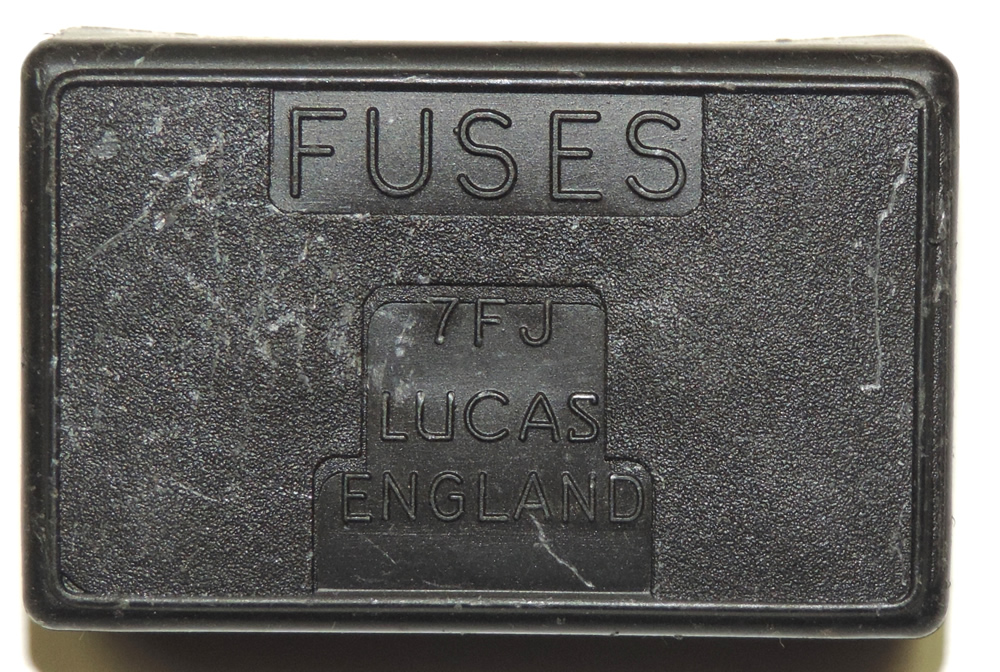 FUSES
7FJ
LUCAS
ENGLAND